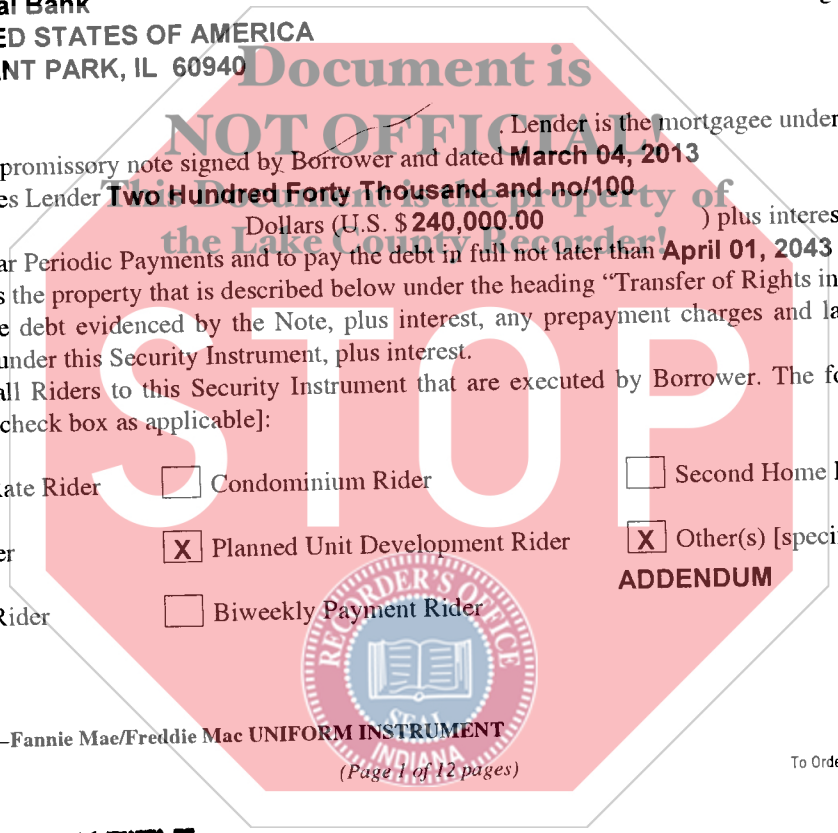 al Bank
ED STATES OF AMERICA
NT PARK, IL 60940
Document is
NOT OFFICIAL!
. Lender is the mortgagee under
promissory note signed by Borrower and dated March 04, 2013
es Lender Two Hundred Forty Thousand and no/100
This Document is the property of
Dollars (U.S. $ 240,000.00 ) plus interes
the Lake County Recorder!
ar Periodic Payments and to pay the debt in full not later than April 01, 2043
s the property that is described below under the heading “Transfer of Rights in
e debt evidenced by the Note, plus interest, any prepayment charges and la
under this Security Instrument, plus interest.
all Riders to this Security Instrument that are executed by Borrower. The fo
check box as applicable]:
STOP
ate Rider Condominium Rider Second Home
er X Planned Unit Development Rider X Other(s) [speci
ADDENDUM
Rider Biweekly Payment Rider
RECORDER'S OFFICE
SEAL
INDIANA
–Fannie Mae/Freddie Mac UNIFORM INSTRUMENT
(Page 1 of 12 pages)
To Orde